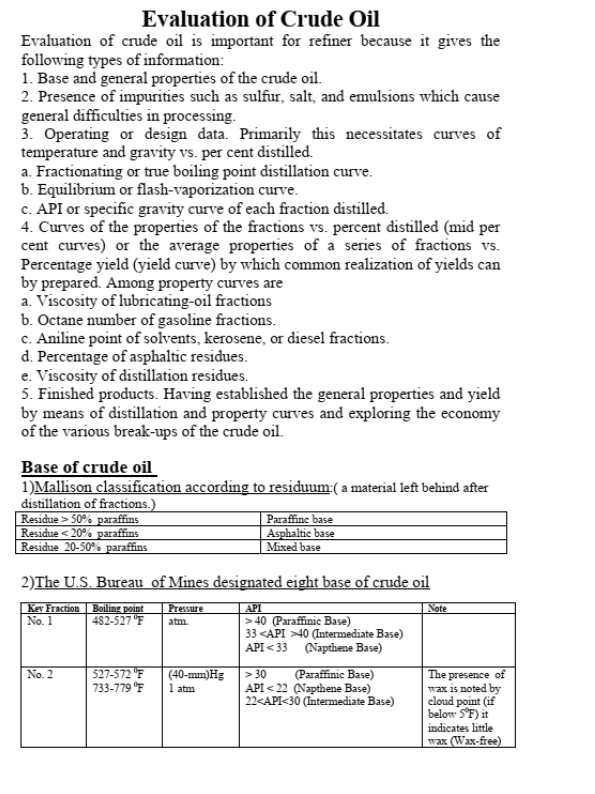 Evaluation of Crude Oil
Evaluation of crude oil is important for refiner because it gives the
following types of information:
1. Base and general properties of the crude oil.
2. Presence of impurities such as sulfur, salt, and emulsions which cause
general difficulties in processing.
3. Operating or design data. Primarily this necessitates curves of
temperature and gravity vs. per cent distilled.
a. Fractionating or true boiling point distillation curve.
b. Equilibrium or flash-vaporization curve.
c. API or specific gravity curve of each fraction distilled.
4. Curves of the properties of the fractions vs. percent distilled (mid per
cent curves) or the average properties of a series of fractions vs.
Percentage yield (yield curve) by which common realization of yields can
by prepared. Among property curves are
a. Viscosity of lubricating-oil fractions
b. Octane number of gasoline fractions.
c. Aniline point of solvents, kerosene, or diesel fractions.
d. Percentage of asphaltic residues.
e. Viscosity of distillation residues.
5. Finished products. Having established the general properties and yield
by means of distillation and property curves and exploring the economy
of the various break-ups of the crude oil.
Base of crude oil
1)Mallison classification according to residuum:( a material left behind after
distillation of fractions.)
Residue > 50% paraffins Paraffinc base
Residue < 20% paraffins Asphaltic base
Residue 20-50% paraffins Mixed base
2)The U.S. Bureau of Mines designated eight base of crude oil
Key Fraction Boiling point Pressure API Note
No. 1 482-527 °F atm. > 40 (Paraffinic Base)
33 <API >40 (Intermediate Base)
API < 33 (Napthene Base)
No. 2 527-572 °F (40-mm)Hg > 30 (Paraffinic Base) The presence of
733-779 °F 1 atm API < 22 (Napthene Base) wax is noted by
22<API<30 (Intermediate Base) cloud point (if
below 5°F) it
indicates little
wax (Wax-free)